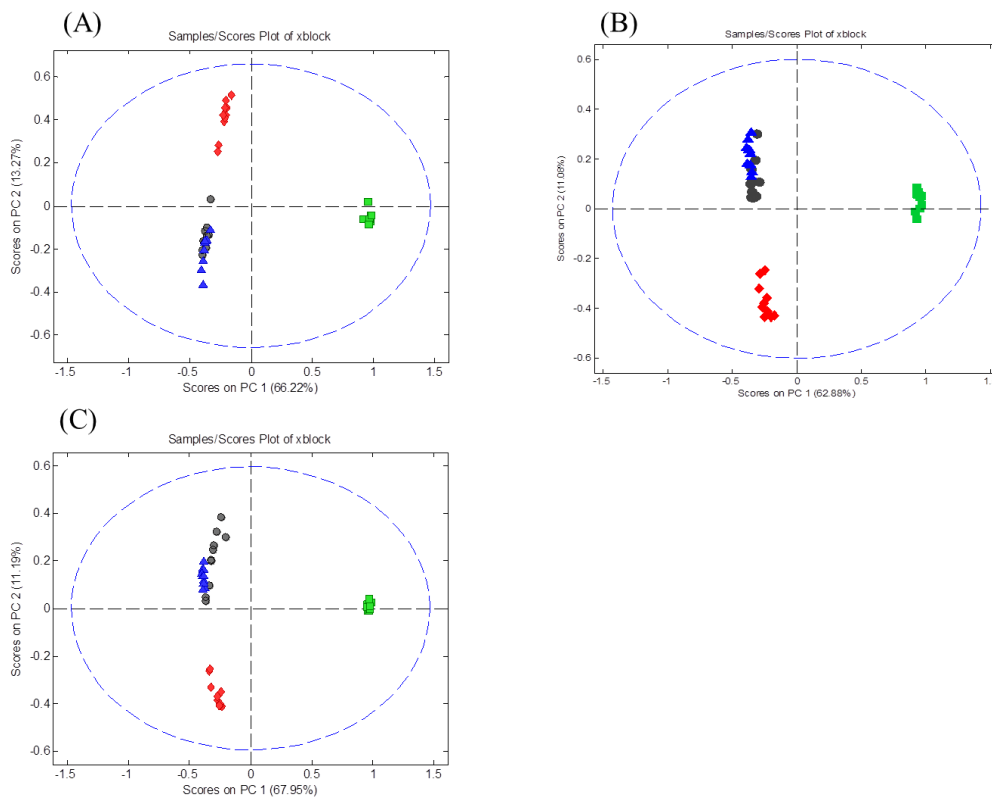 (A)
Samples/Scores Plot of xblock
0.6
0.4
0.2
0
-0.2
-0.4
-0.6
Scores on PC 2 (13.27%)
-1.5 -1 -0.5 0 0.5 1 1.5
Scores on PC 1 (66.22%)
(B)
Samples/Scores Plot of xblock
0.6
0.4
0.2
0
-0.2
-0.4
-0.6
Scores on PC 2 (11.08%)
-1.5 -1 -0.5 0 0.5 1 1.5
Scores on PC 1 (62.88%)
(C)
Samples/Scores Plot of xblock
0.6
0.4
0.2
0
-0.2
-0.4
-0.6
Scores on PC 2 (11.19%)
-1.5 -1 -0.5 0 0.5 1 1.5
Scores on PC 1 (67.95%)